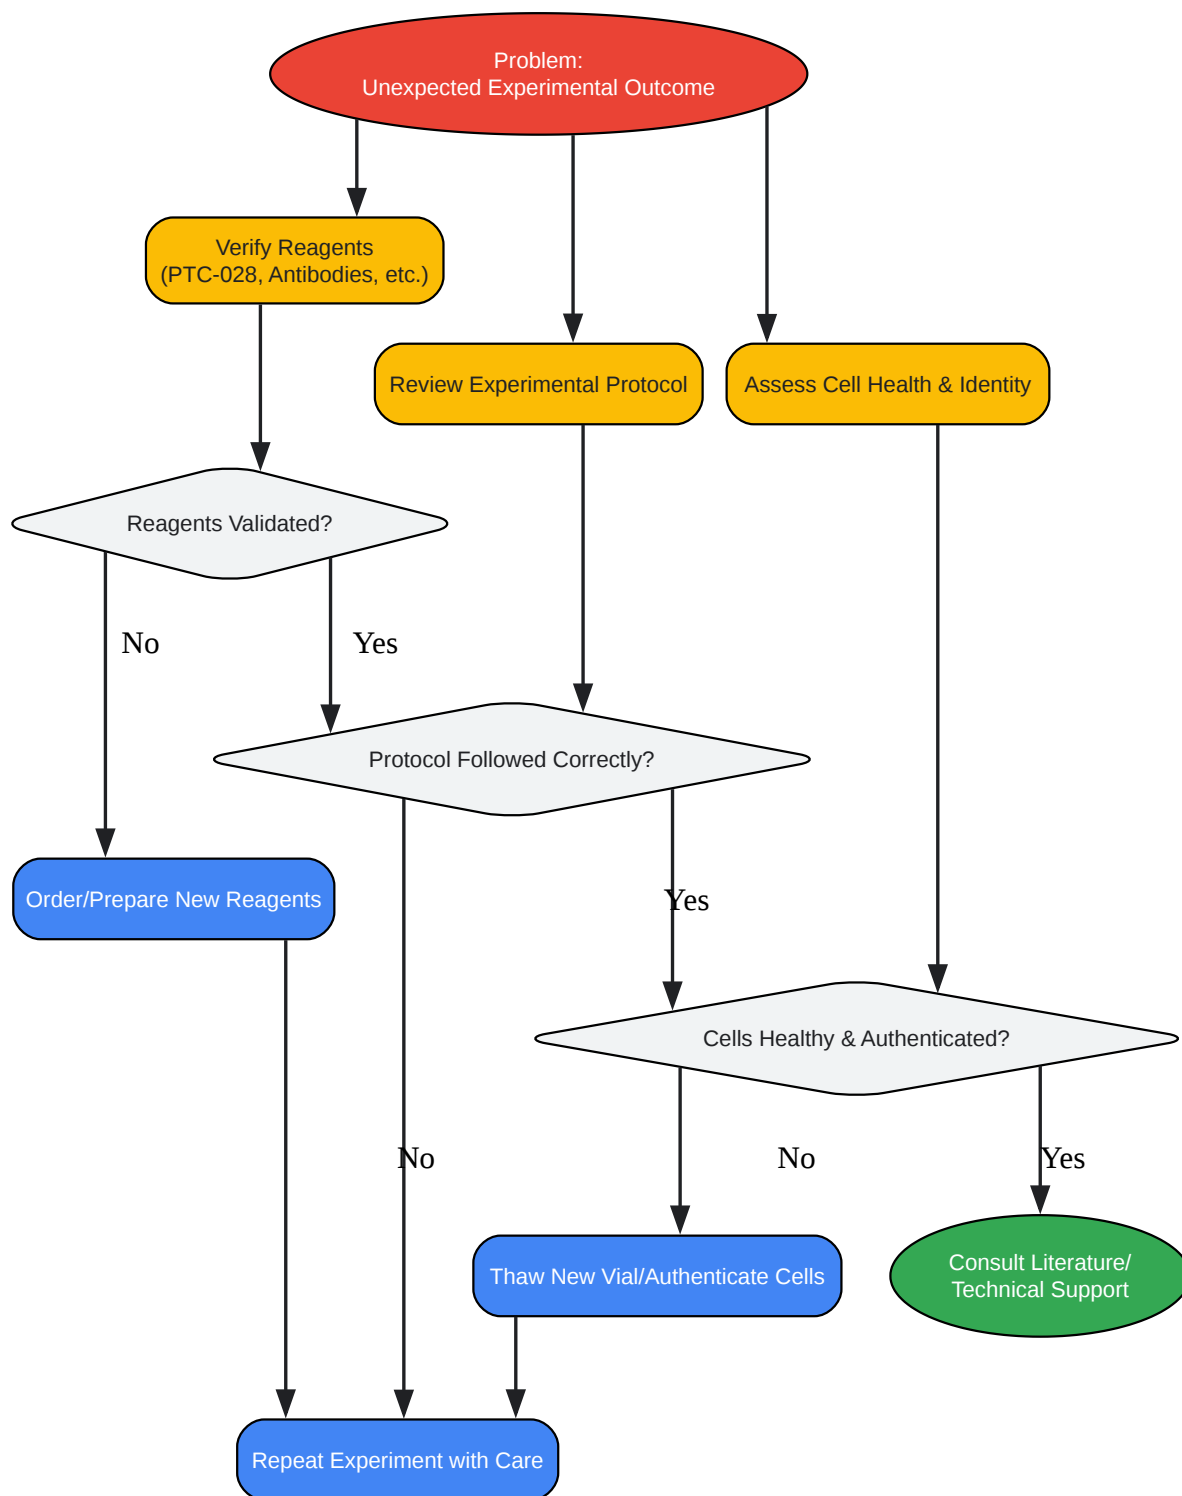 Problem:
Unexpected Experimental Outcome
Verify Reagents
(PTC-028, Antibodies, etc.)
Review Experimental Protocol
Assess Cell Health & Identity
Reagents Validated?
No
Yes
Protocol Followed Correctly?
Order/Prepare New Reagents
Yes
Cells Healthy & Authenticated?
No
No
Yes
Thaw New Vial/Authenticate Cells
Consult Literature/
Technical Support
Repeat Experiment with Care